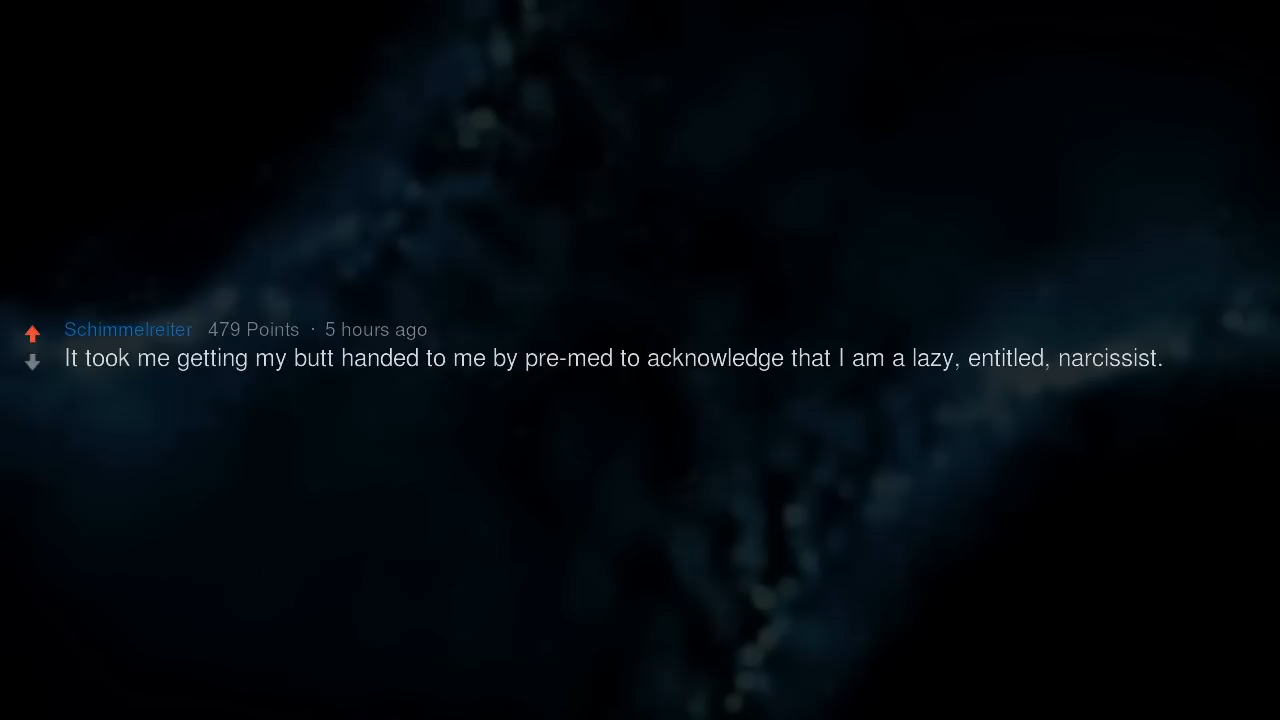 Schimmelreiter 479 Points · 5 hours ago
It took me getting my butt handed to me by pre-med to acknowledge that I am a lazy, entitled, narcissist.